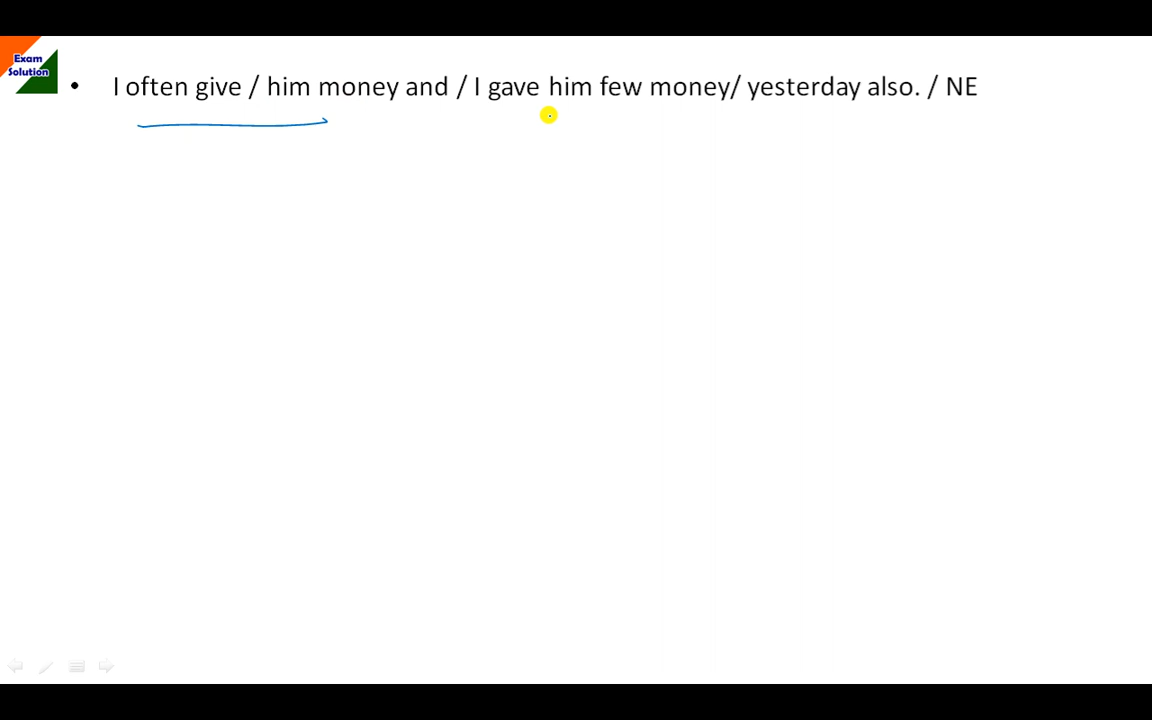 Exam
Solution
• I often give / him money and / I gave him few money/ yesterday also. / NE